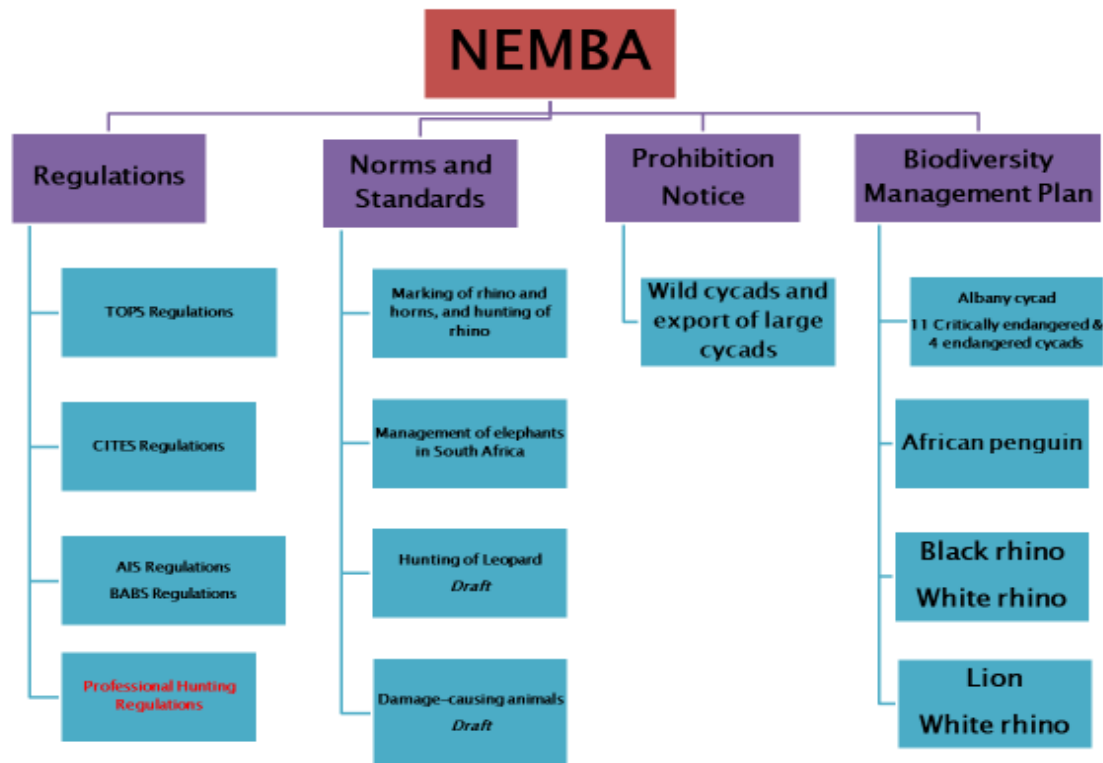 NEMBA
Regulations
TOPS Regulations
CITES Regulations
AIS Regulations
BABS Regulations
Professional Hunting
Regulations
Norms and
Standards
Marking of rhino and
horns, and hunting of
rhino
Management of elephants
in South Africa
Hunting of Leopard
Draft
Damage-causing animals
Draft
Prohibition
Notice
Wild cycads and
export of large
cycads
Biodiversity
Management Plan
Albany cycad
11 Critically endangered &
4 endangered cycads
African penguin
Black rhino
White rhino
Lion
White rhino